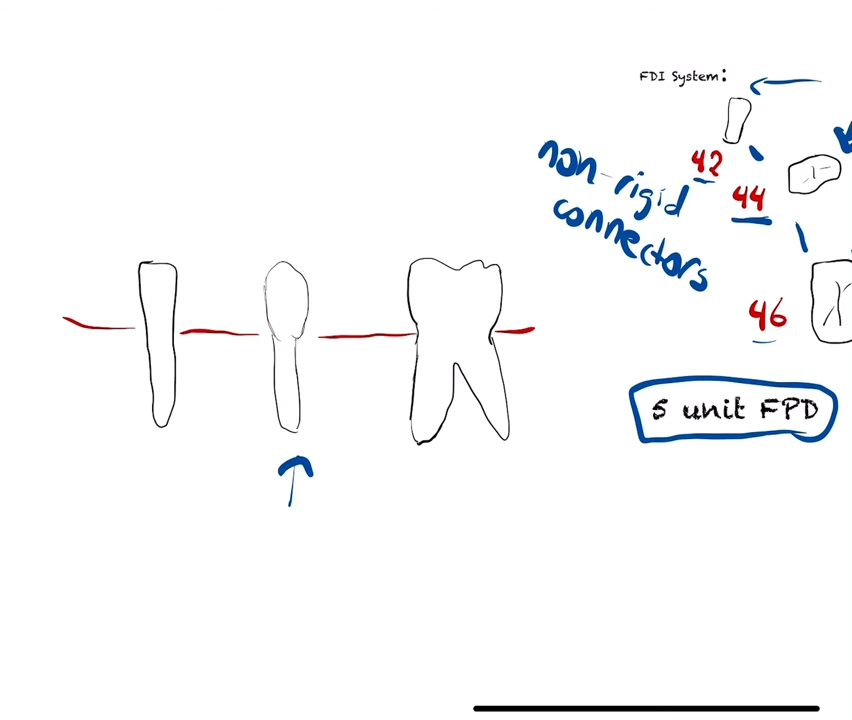 FDI System:
non-rigid
connectors
42
44
46
5 unit FPD